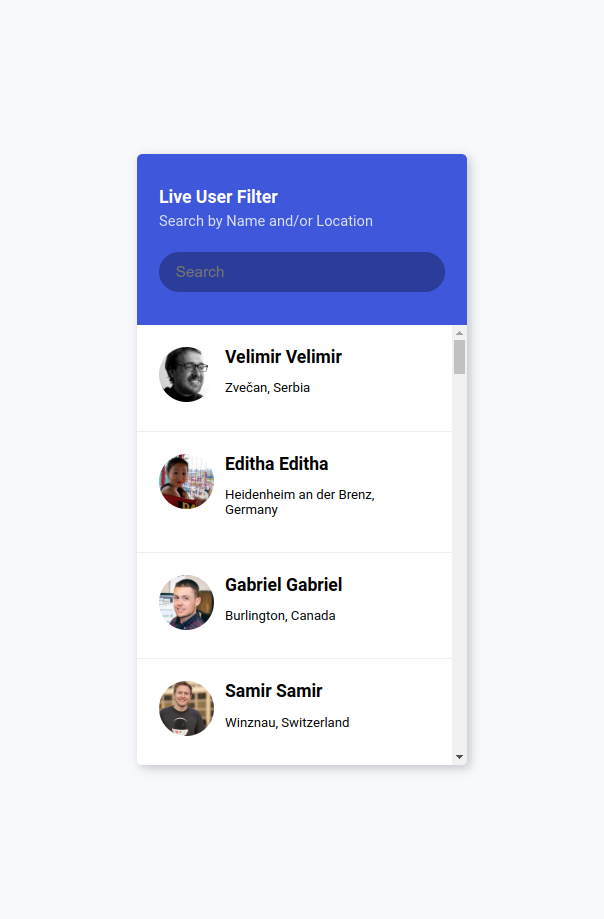 Live User Filter
Search by Name and/or Location
Search
Velimir Velimir
Zvečan, Serbia
Editha Editha
Heidenheim an der Brenz,
Germany
Gabriel Gabriel
Burlington, Canada
Samir Samir
Winznau, Switzerland